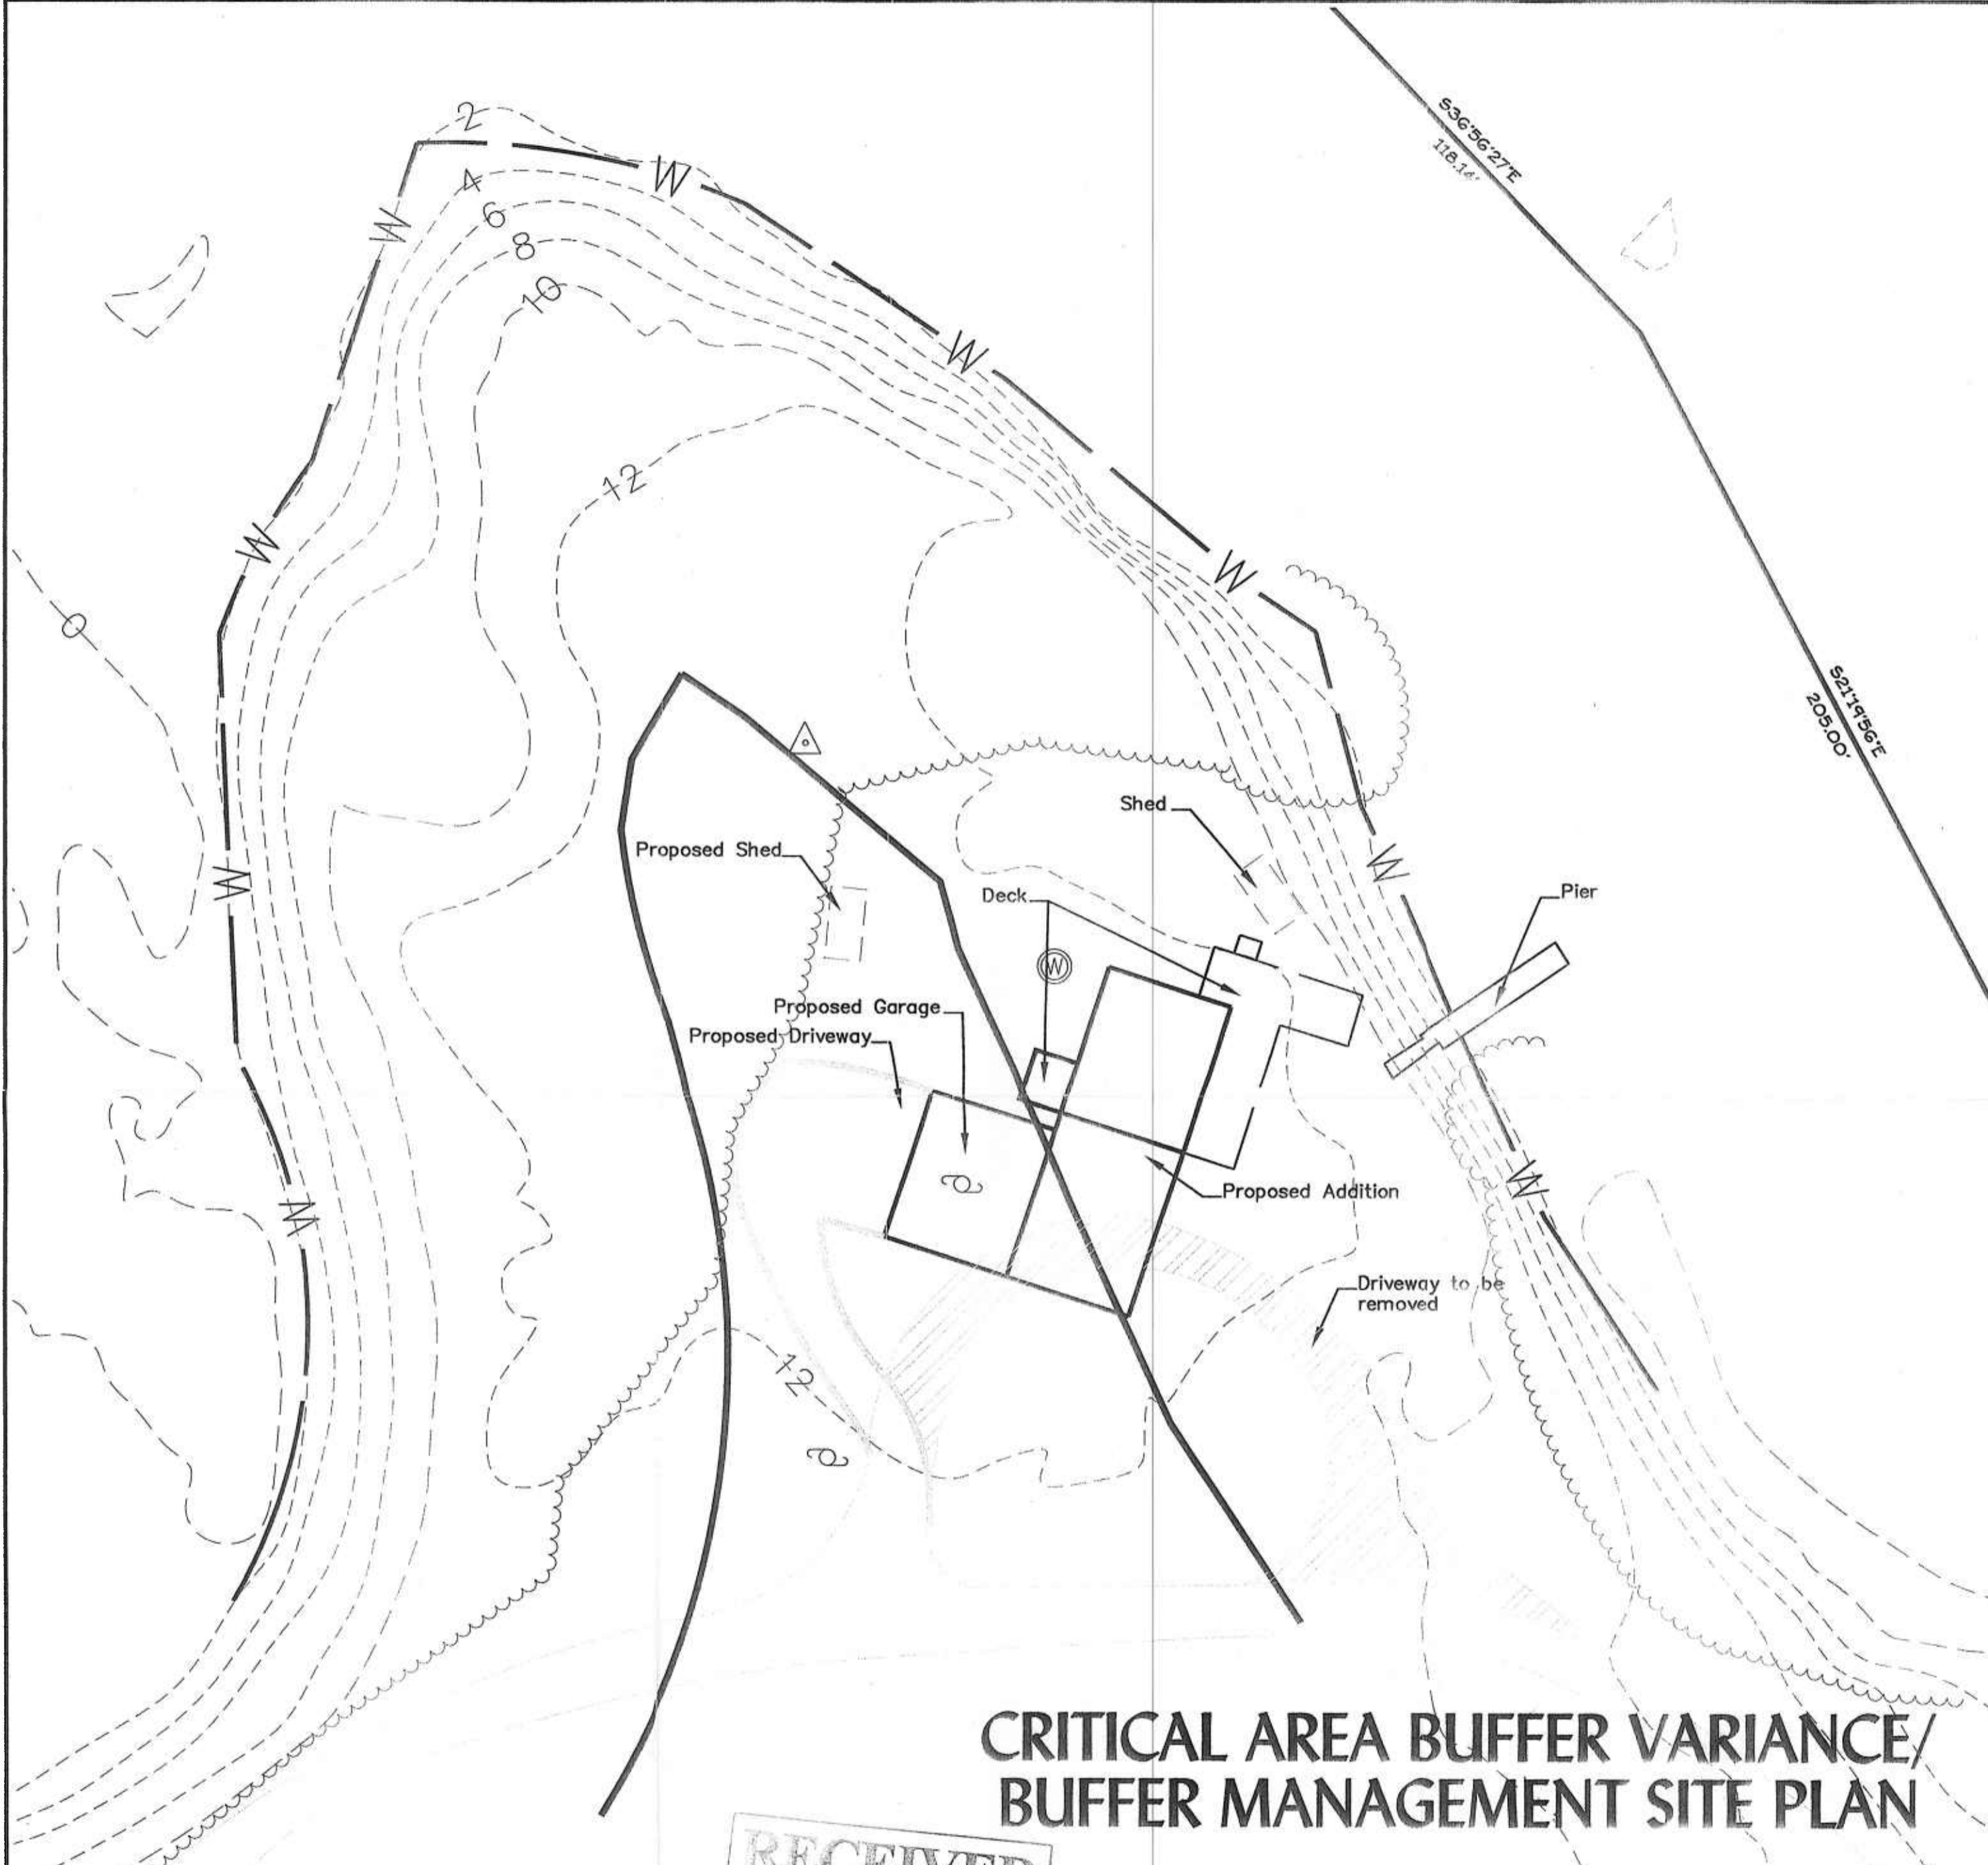 S36°56'27"E
118.14'
2
W
4
W
6
8
10
W
12
W
W
0
S21°19'56"E
205.00'
Shed
Proposed Shed
W
W
Deck
Pier
W
Proposed Garage
Proposed Driveway
W
Proposed Addition
W
Driveway to be
removed
12
CRITICAL AREA BUFFER VARIANCE/
BUFFER MANAGEMENT SITE PLAN
RECEIVED